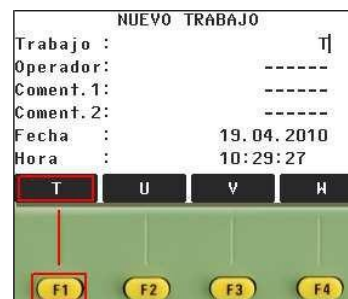 NUEVO TRABAJO
Trabajo : T
Operador: ------
Coment.1: ------
Coment.2: ------
Fecha : 19.04.2010
Hora : 10:29:27
T U V W
F1 F2 F3 F4